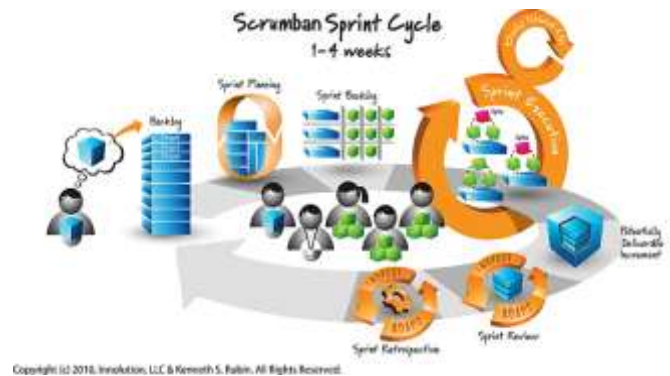 Scrumban Sprint Cycle
1-4 weeks
Sprint Planning
Sprint Backlog
Backlog
Sprint Execution
Potentially
Deliverable
Increment
Sprint Review
Sprint Retrospective
Copyright (c) 2010, Innolution, LLC & Kenneth S. Rubin. All Rights Reserved.